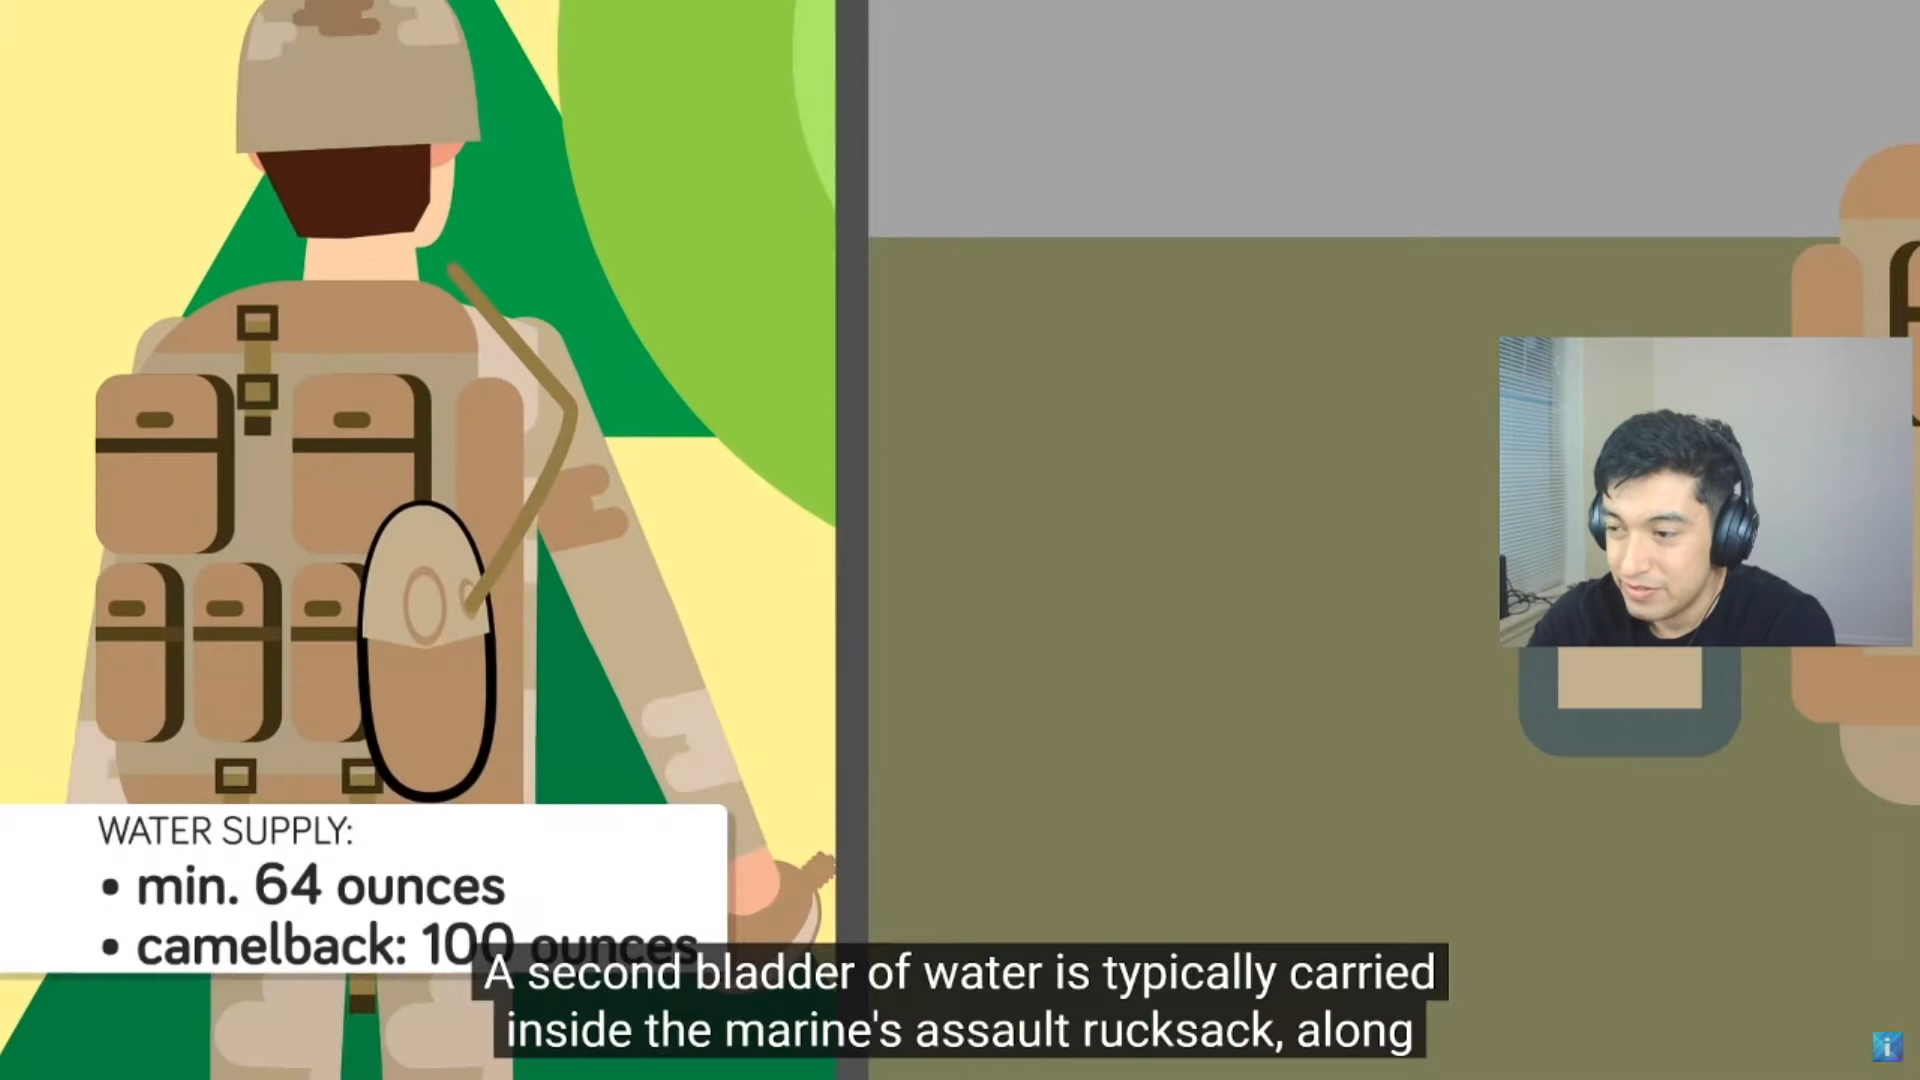 WATER SUPPLY:
• min. 64 ounces
• camelback: 100 ounces
A second bladder of water is typically carried
inside the marine's assault rucksack, along
i